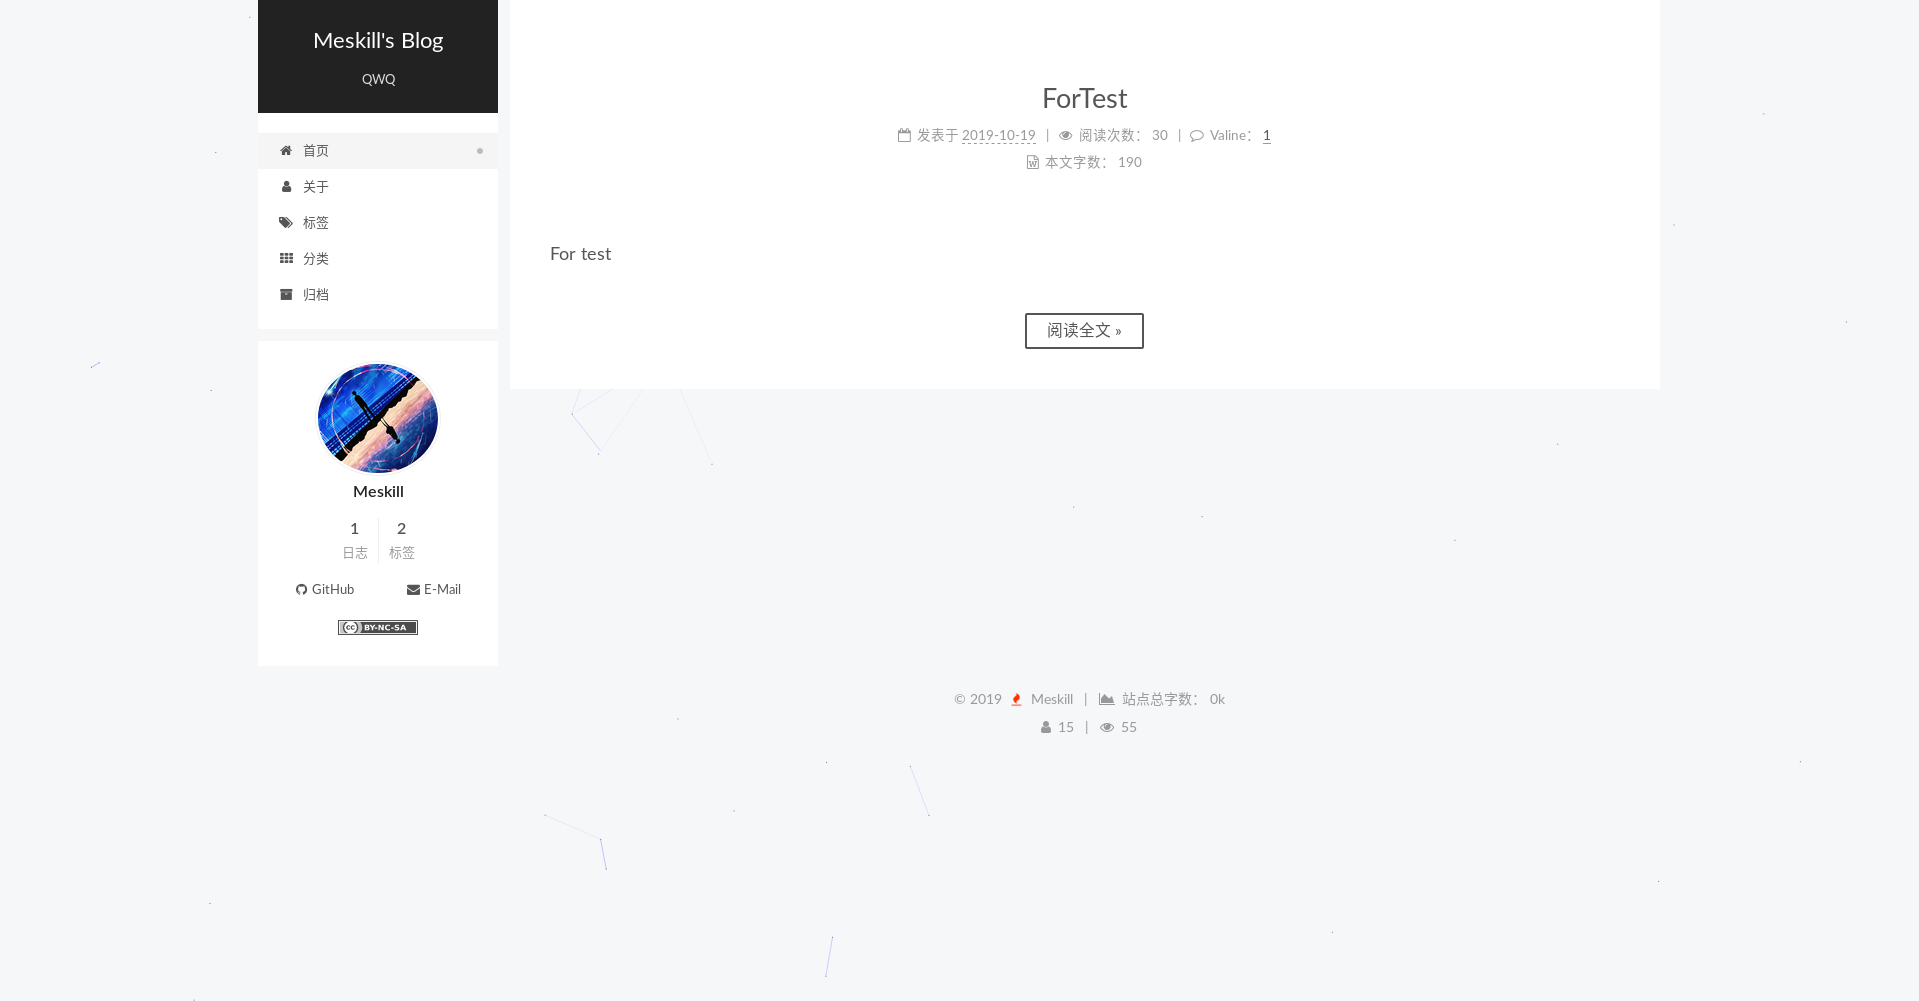 Meskill's Blog
QWQ
首页
关于
标签
分类
归档
Meskill
1
日志
2
标签
GitHub
E-Mail
cc BY-NC-SA
ForTest
发表于 2019-10-19 | 阅读次数： 30 | Valine： 1
本文字数： 190
For test
阅读全文 »
© 2019 Meskill | 站点总字数： 0k
15 | 55